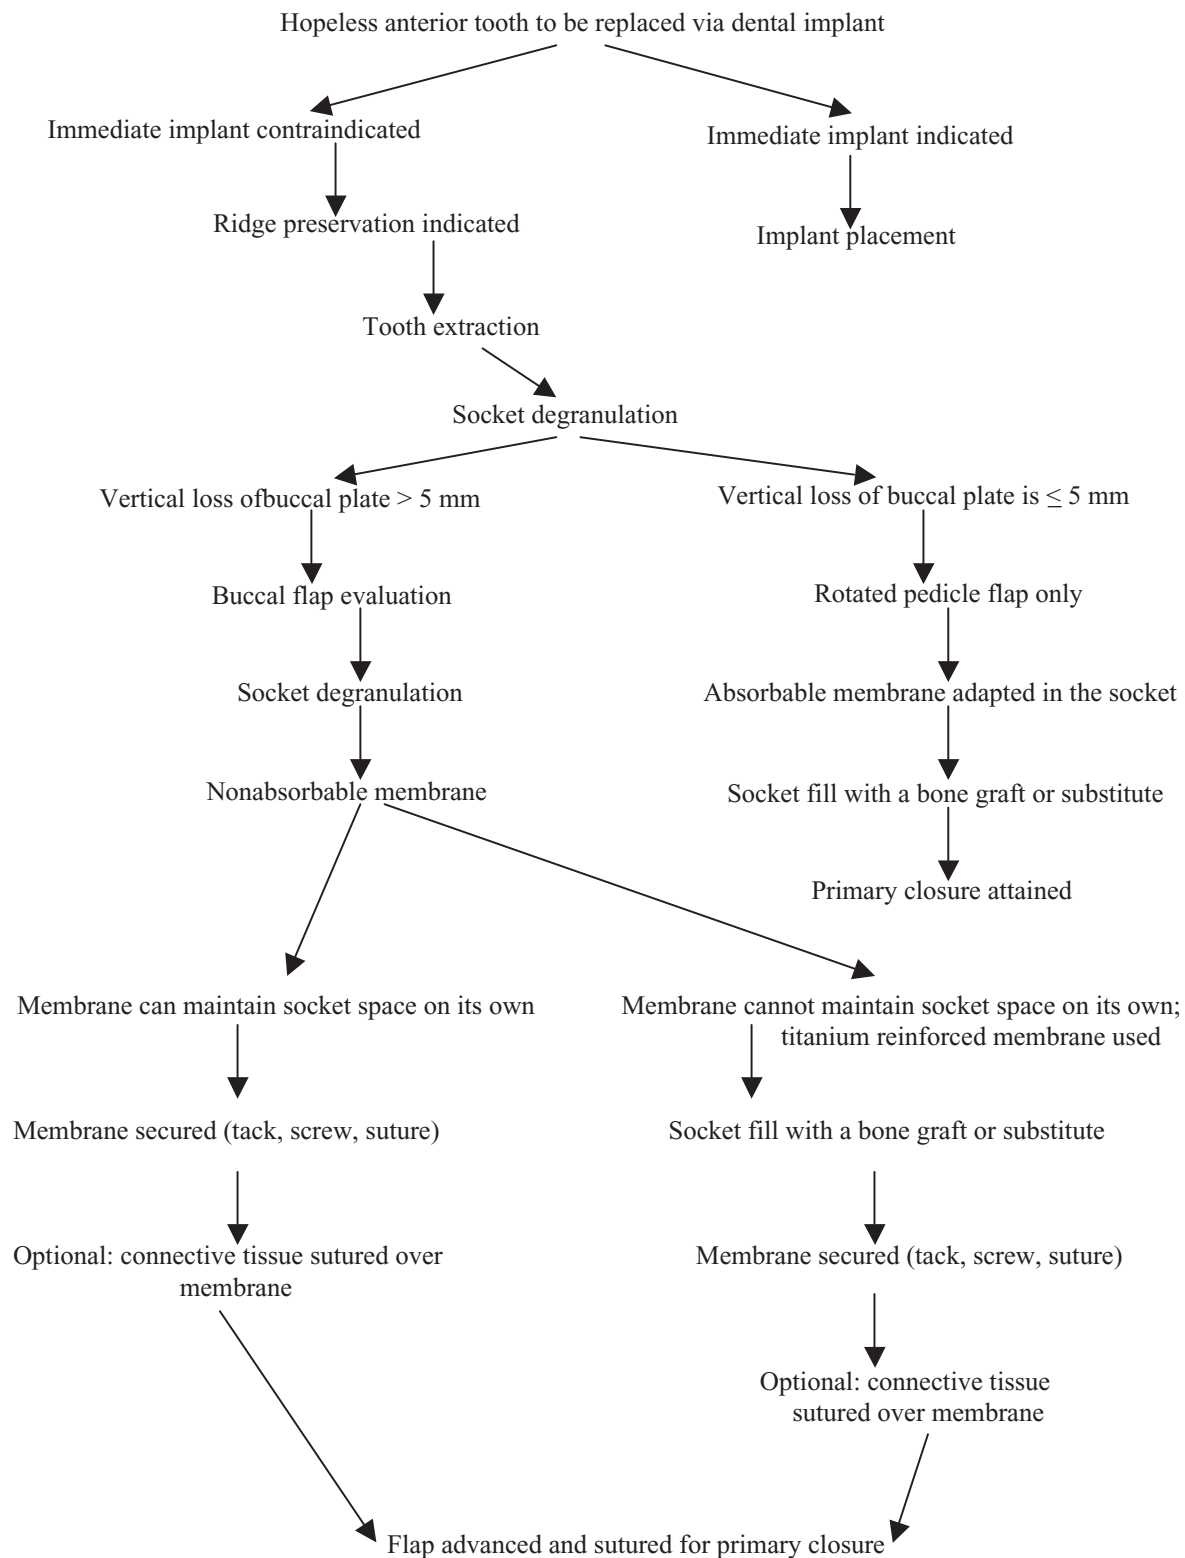 Hopeless anterior tooth to be replaced via dental implant
Immediate implant contraindicated
Immediate implant indicated
Ridge preservation indicated
Implant placement
Tooth extraction
Socket degranulation
Vertical loss ofbuccal plate > 5 mm
Vertical loss of buccal plate is ≤ 5 mm
Buccal flap evaluation
Rotated pedicle flap only
Socket degranulation
Absorbable membrane adapted in the socket
Nonabsorbable membrane
Socket fill with a bone graft or substitute
Primary closure attained
Membrane can maintain socket space on its own
Membrane cannot maintain socket space on its own;
titanium reinforced membrane used
Membrane secured (tack, screw, suture)
Socket fill with a bone graft or substitute
Optional: connective tissue sutured over
membrane
Membrane secured (tack, screw, suture)
Optional: connective tissue
sutured over membrane
Flap advanced and sutured for primary closure